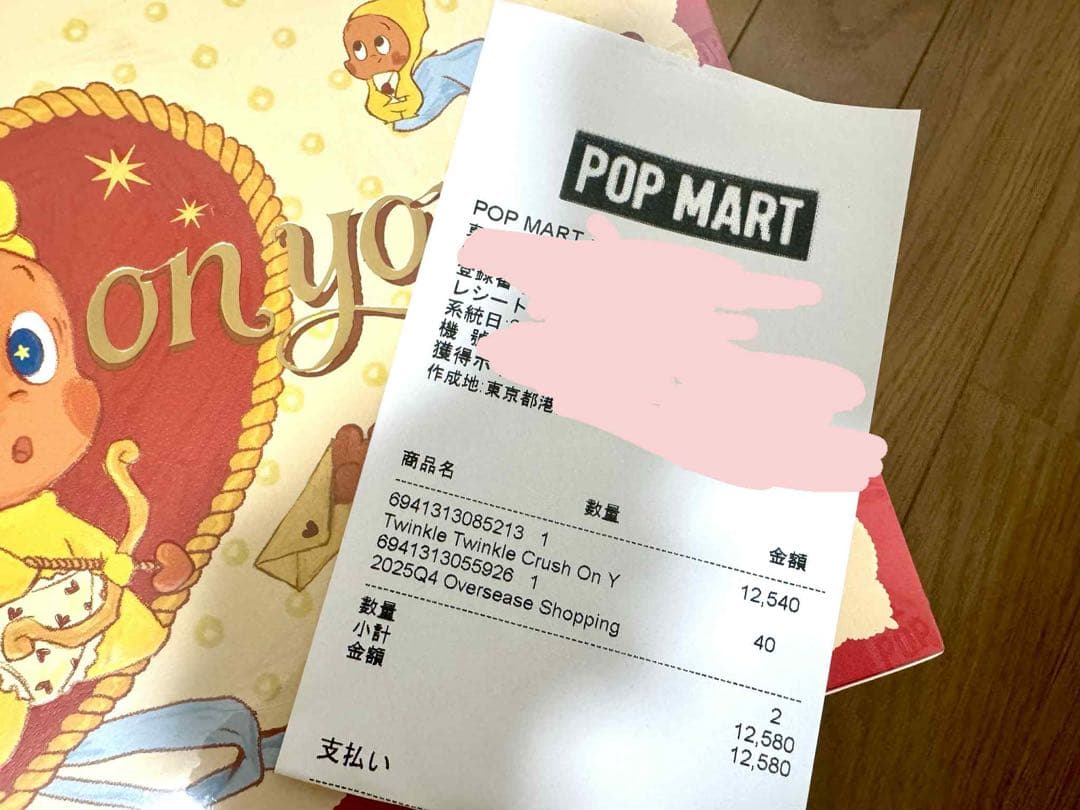 on yo
POP MART
POP MART
登録番
レシート
系統日:
機 號
獲得ポ
作成地:東京都港
商品名 数量 金額
6941313085213 1 12,540
Twinkle Twinkle Crush On Y
6941313055926 1 40
2025Q4 Oversease Shopping
数量 2
小計 12,580
金額 12,580
支払い
POP